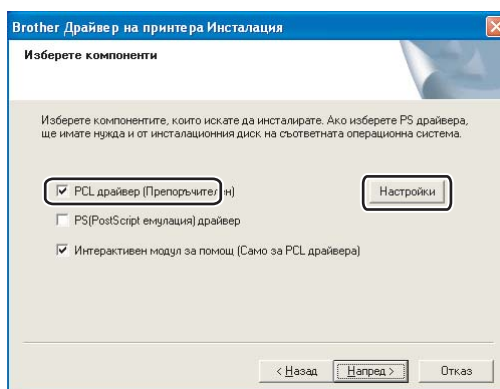 Brother Драйвер на принтера Инсталация
Изберете компоненти
Изберете компонентите, които искате да инсталирате. Ако изберете PS драйвера,
ще имате нужда и от инсталационния диск на съответната операционна система.
PCL драйвер (Препоръчителен)
Настройки
PS(PostScript емулация) драйвер
Интерактивен модул за помощ (Само за PCL драйвера)
< Назад
Напред >
Отказ